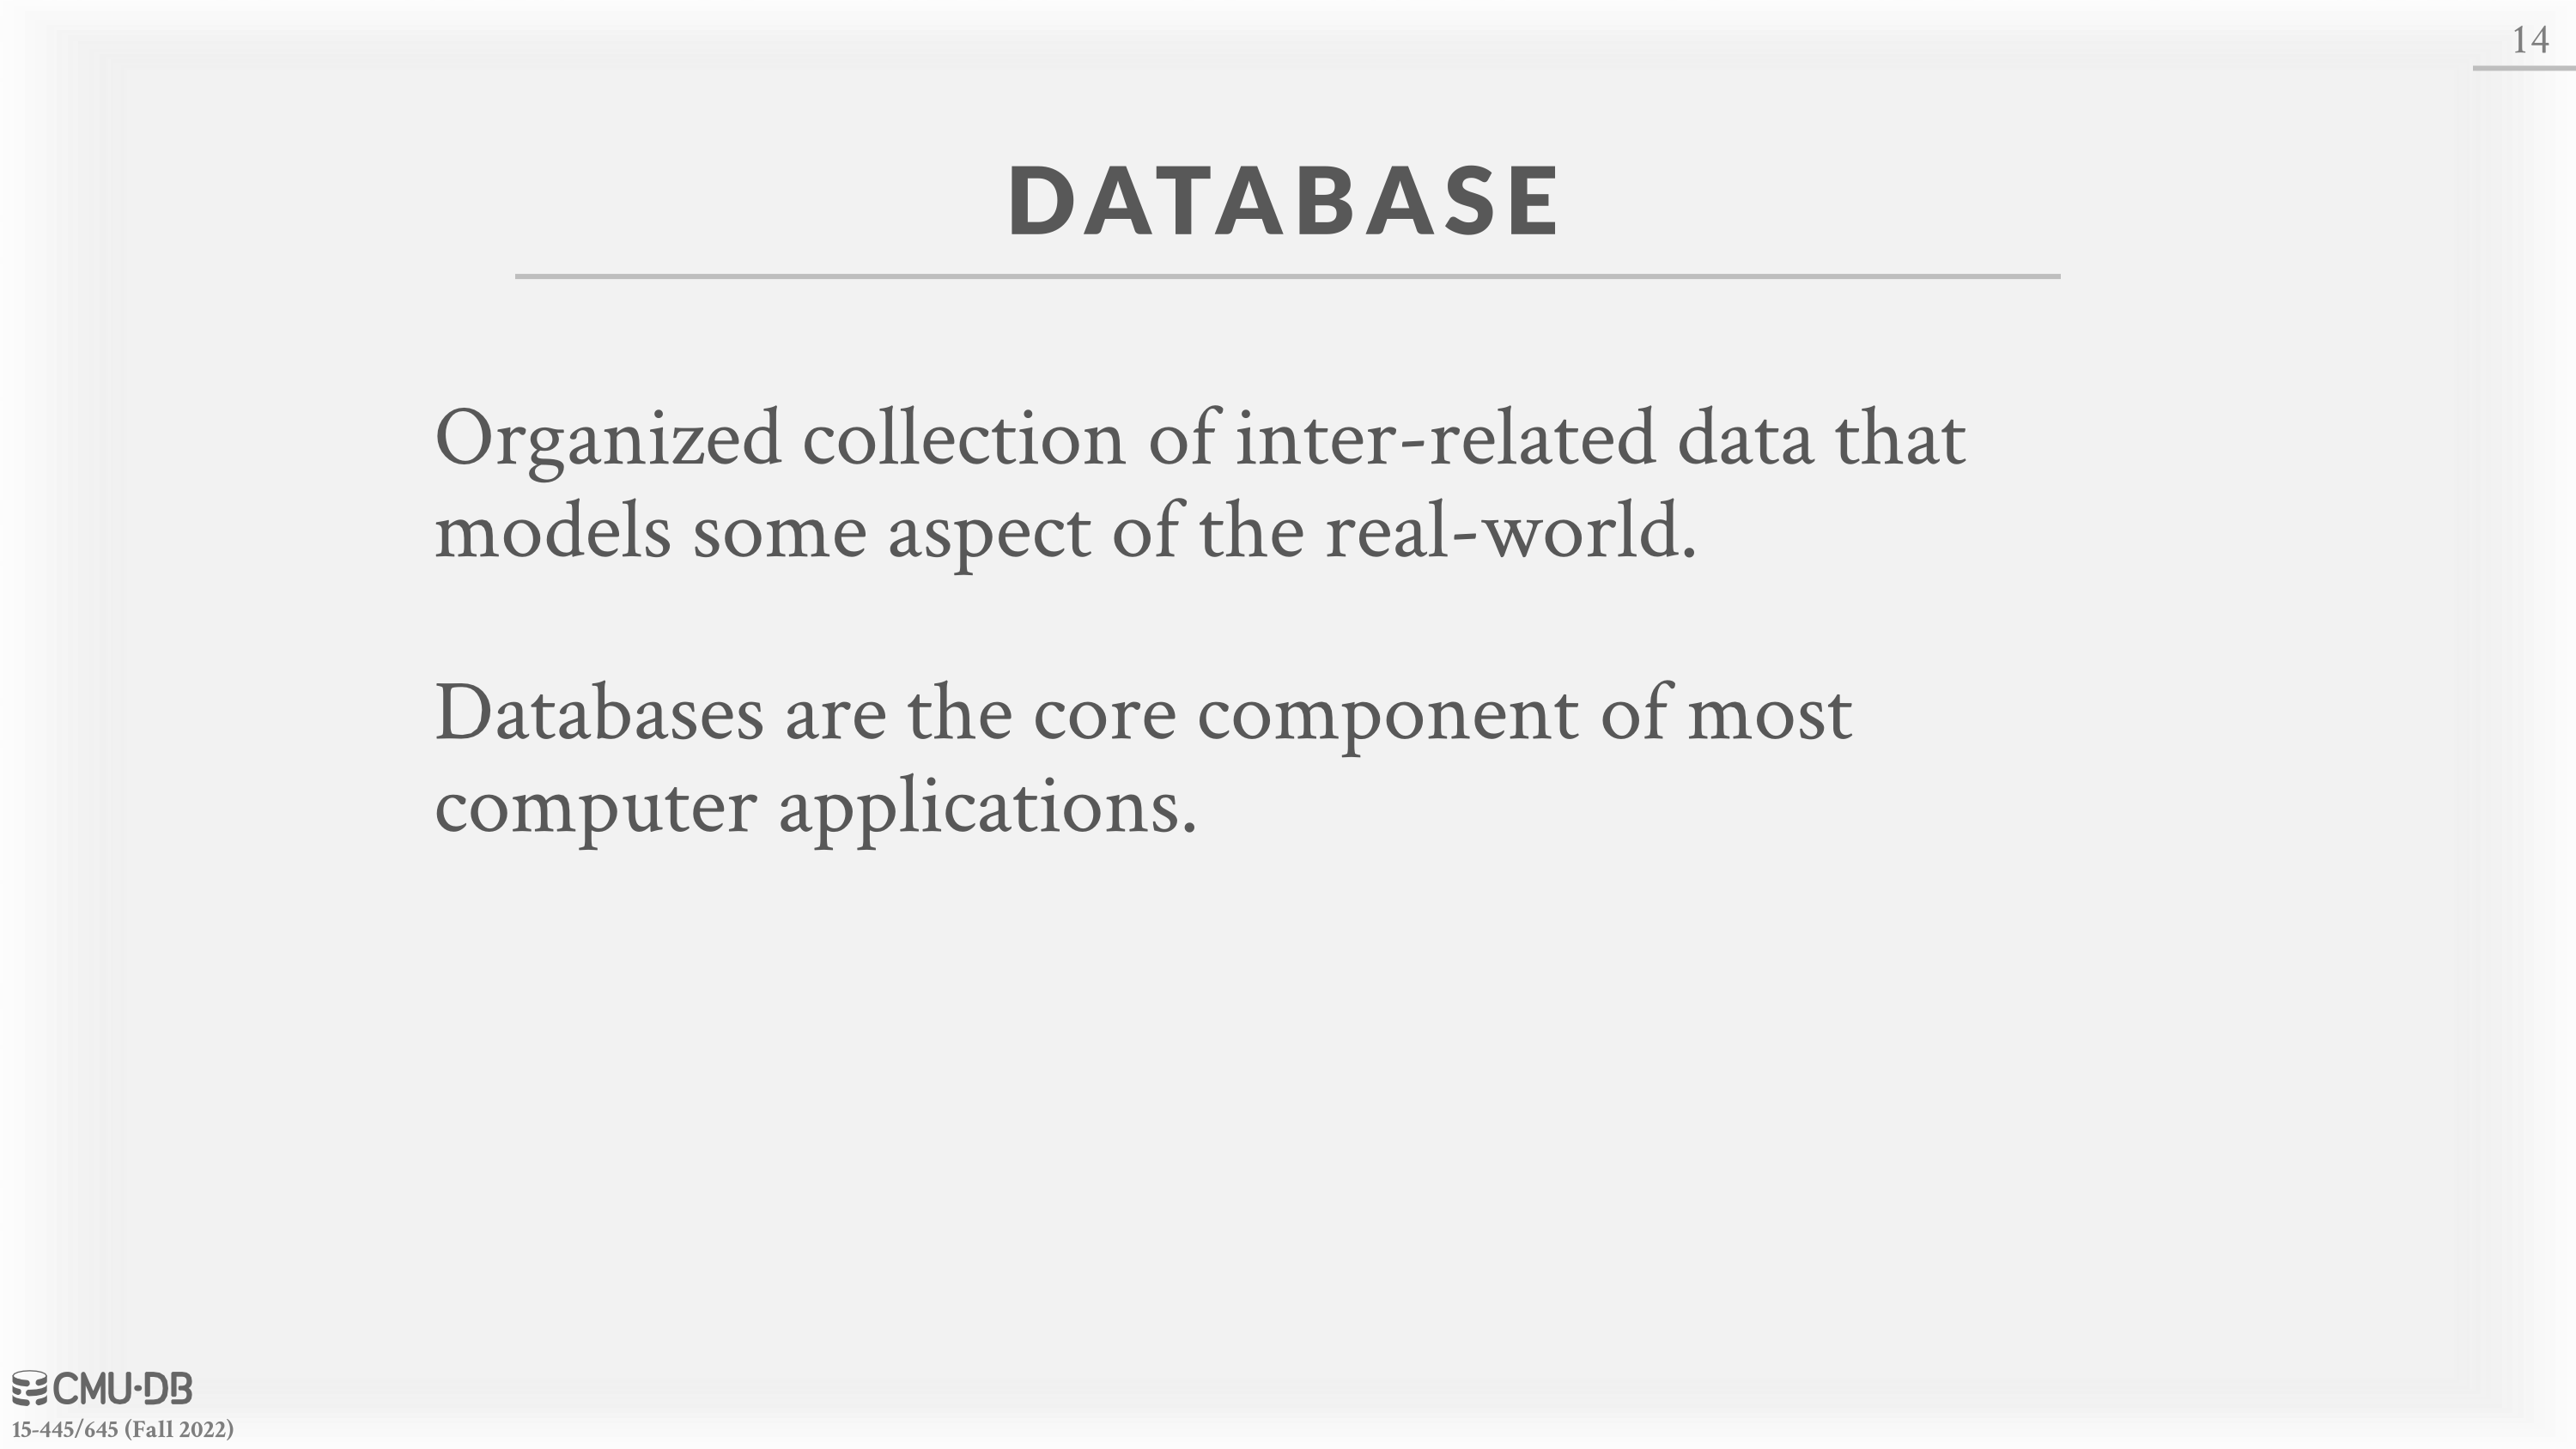 14
DATABASE
Organized collection of inter-related data that
models some aspect of the real-world.
Databases are the core component of most
computer applications.
CMU·DB
15-445/645 (Fall 2022)